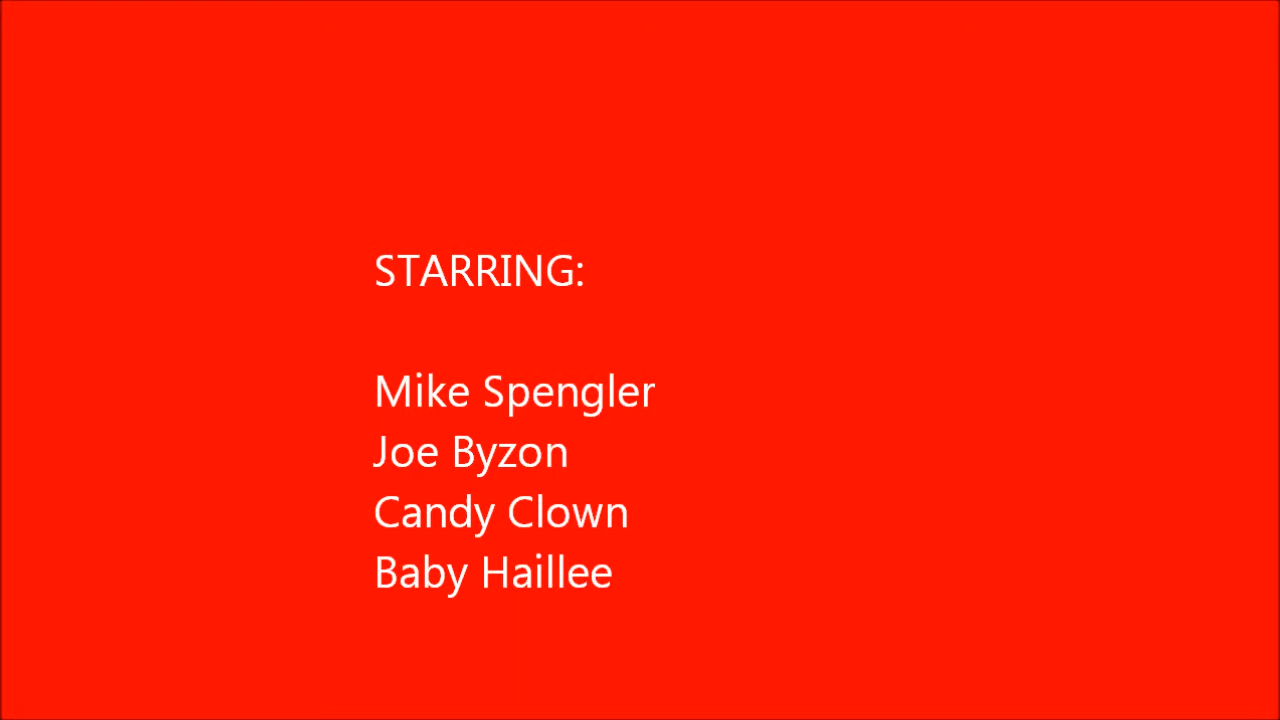 STARRING:
Mike Spengler
Joe Byzon
Candy Clown
Baby Haillee